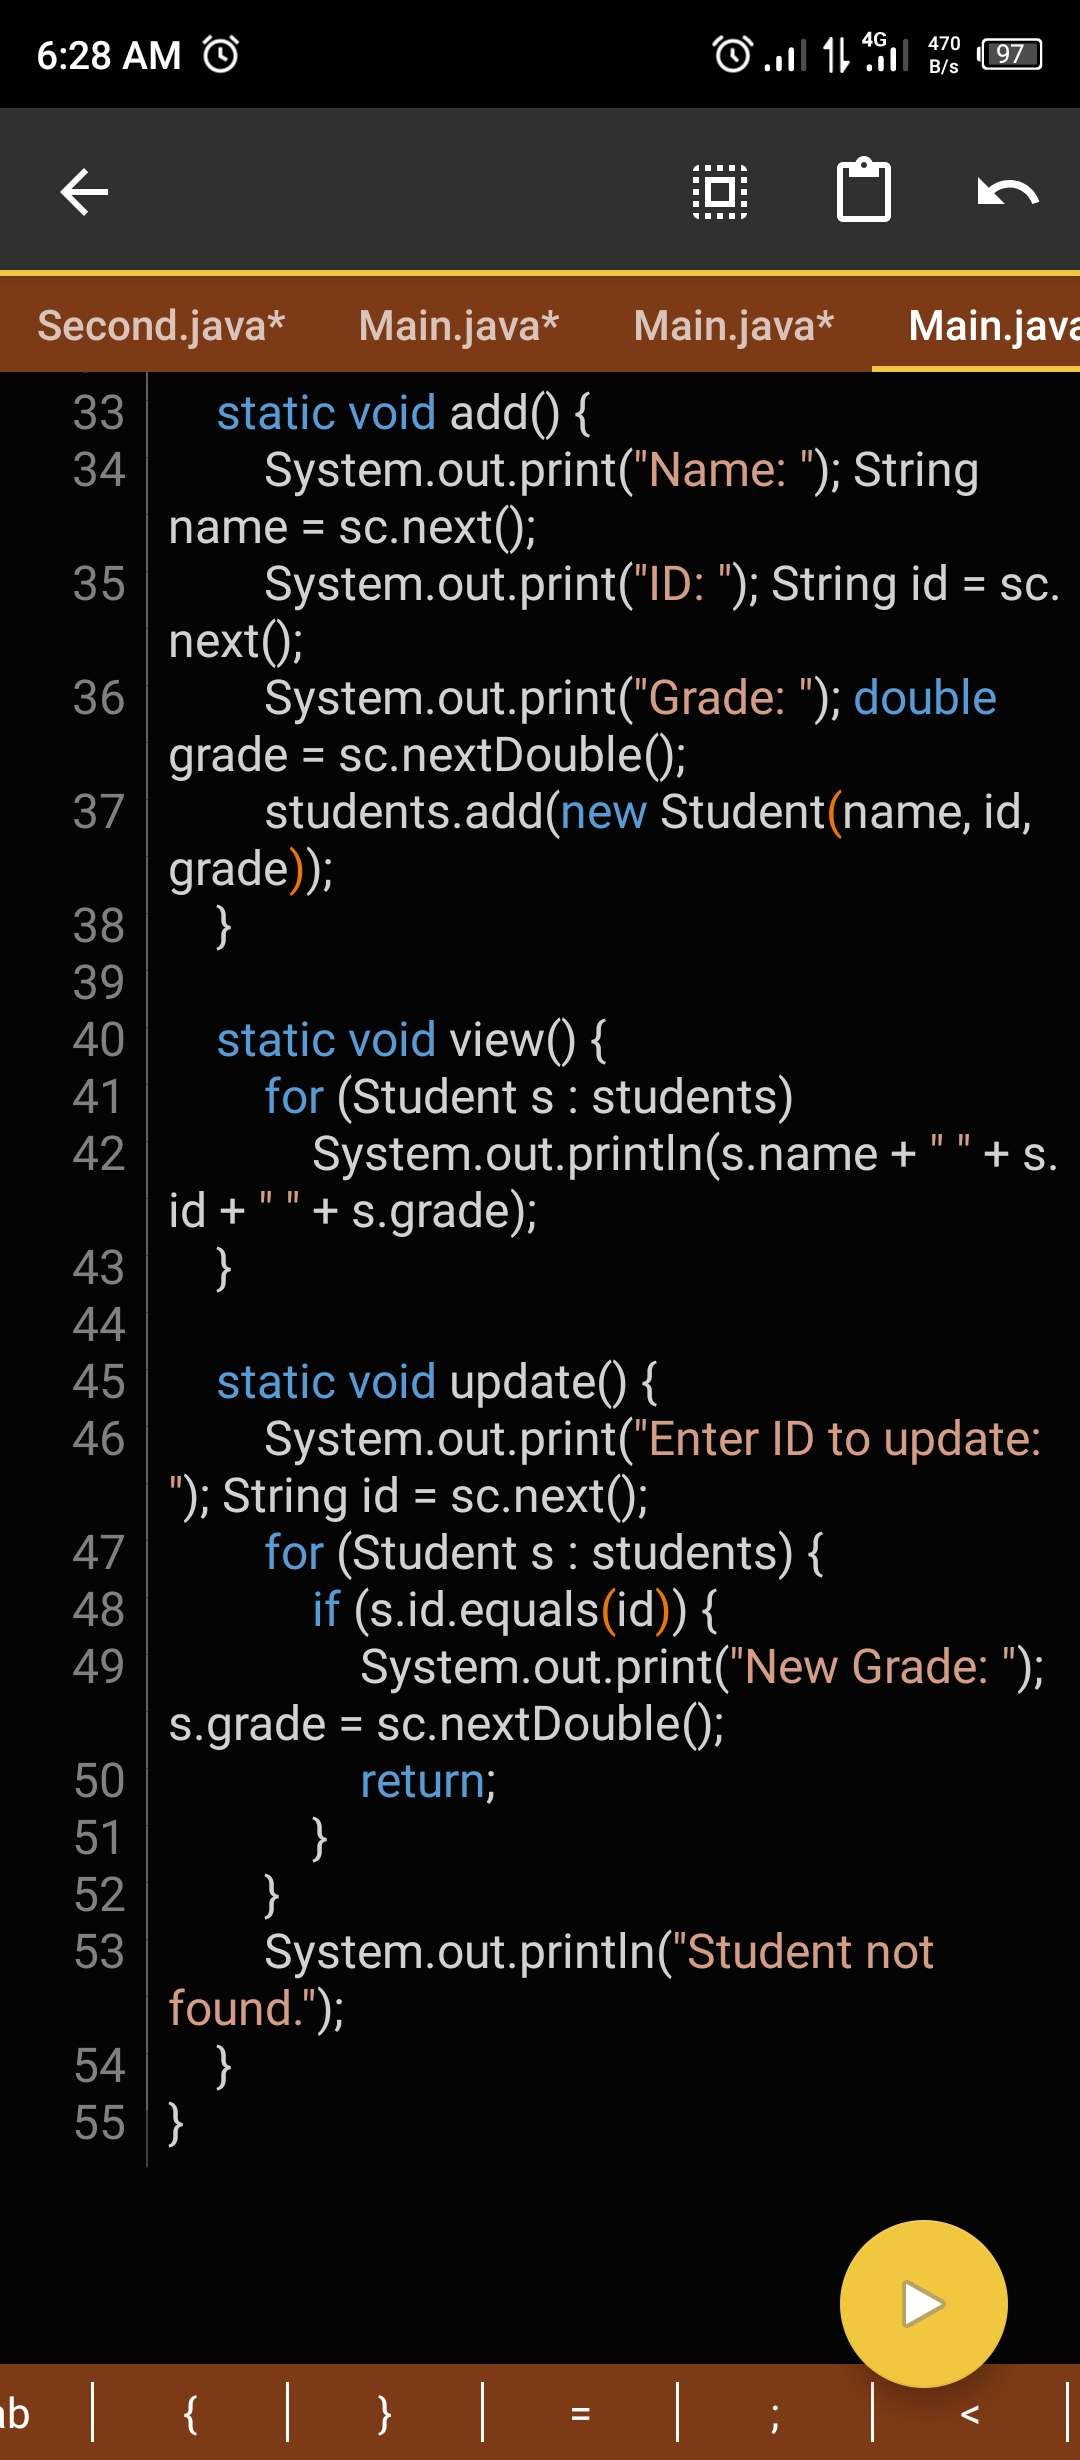 6:28 AM
4G 470 B/s 97
Second.java* Main.java* Main.java* Main.java
33 static void add() {
34 System.out.print("Name: "); String
name = sc.next();
35 System.out.print("ID: "); String id = sc.
next();
36 System.out.print("Grade: "); double
grade = sc.nextDouble();
37 students.add(new Student(name, id,
grade));
38 }
39
40 static void view() {
41 for (Student s : students)
42 System.out.println(s.name + " " + s.
id + " " + s.grade);
43 }
44
45 static void update() {
46 System.out.print("Enter ID to update:
"); String id = sc.next();
47 for (Student s : students) {
48 if (s.id.equals(id)) {
49 System.out.print("New Grade: ");
s.grade = sc.nextDouble();
50 return;
51 }
52 }
53 System.out.println("Student not
found.");
54 }
55 }
ab | { | } | = | ; | < |